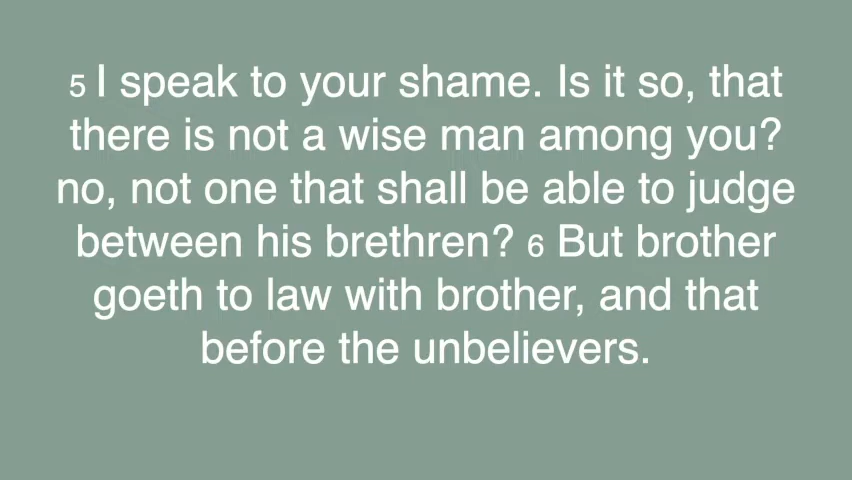 5 I speak to your shame. Is it so, that
there is not a wise man among you?
no, not one that shall be able to judge
between his brethren? 6 But brother
goeth to law with brother, and that
before the unbelievers.